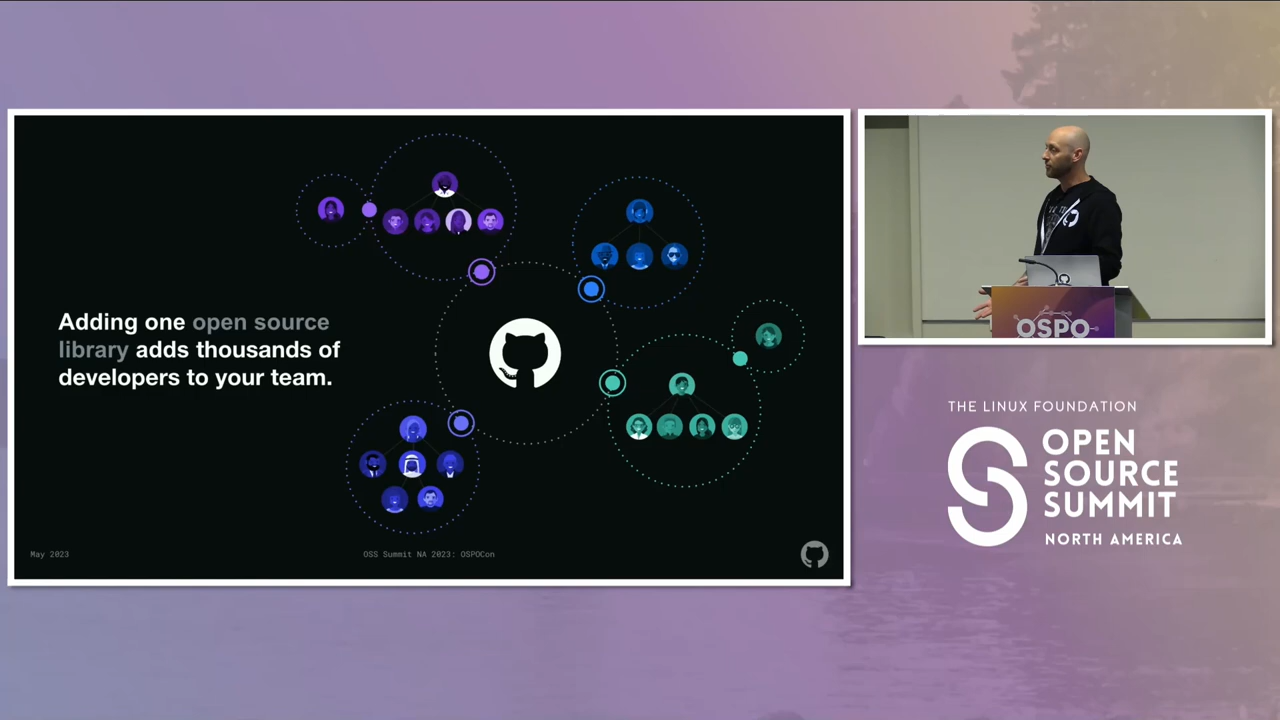 Adding one open source
library adds thousands of
developers to your team.
May 2023
OSS Summit NA 2023: OSPOCon
OSPO
THE LINUX FOUNDATION
OPEN
SOURCE
SUMMIT
NORTH AMERICA